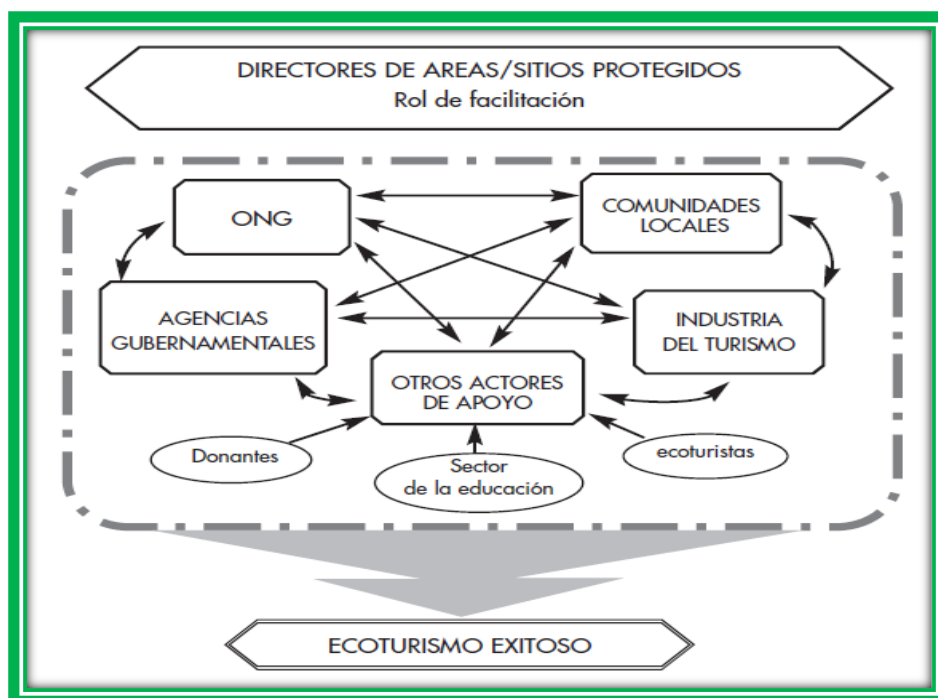 DIRECTORES DE AREAS/SITIOS PROTEGIDOS
Rol de facilitación
ONG
COMUNIDADES
LOCALES
AGENCIAS
GUBERNAMENTALES
INDUSTRIA
DEL TURISMO
OTROS ACTORES
DE APOYO
Donantes
Sector
de la educación
ecoturistas
ECOTURISMO EXITOSO